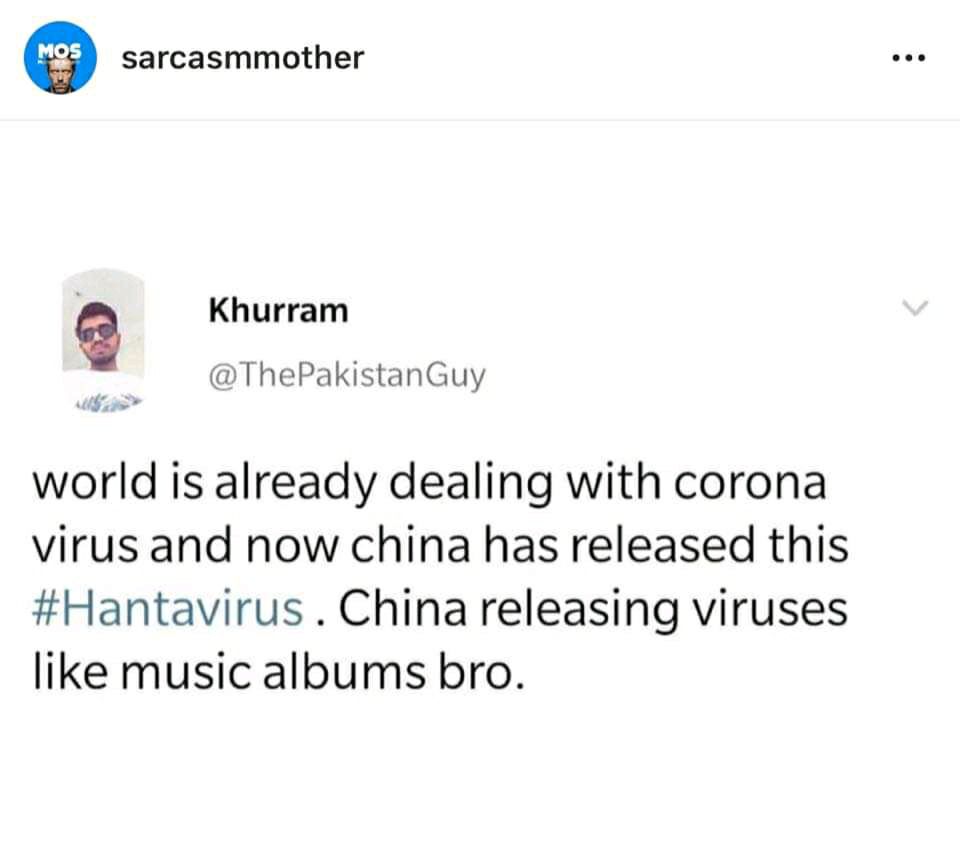 MOS
sarcasmmother
Khurram
@ThePakistanGuy
world is already dealing with corona
virus and now china has released this
#Hantavirus . China releasing viruses
like music albums bro.